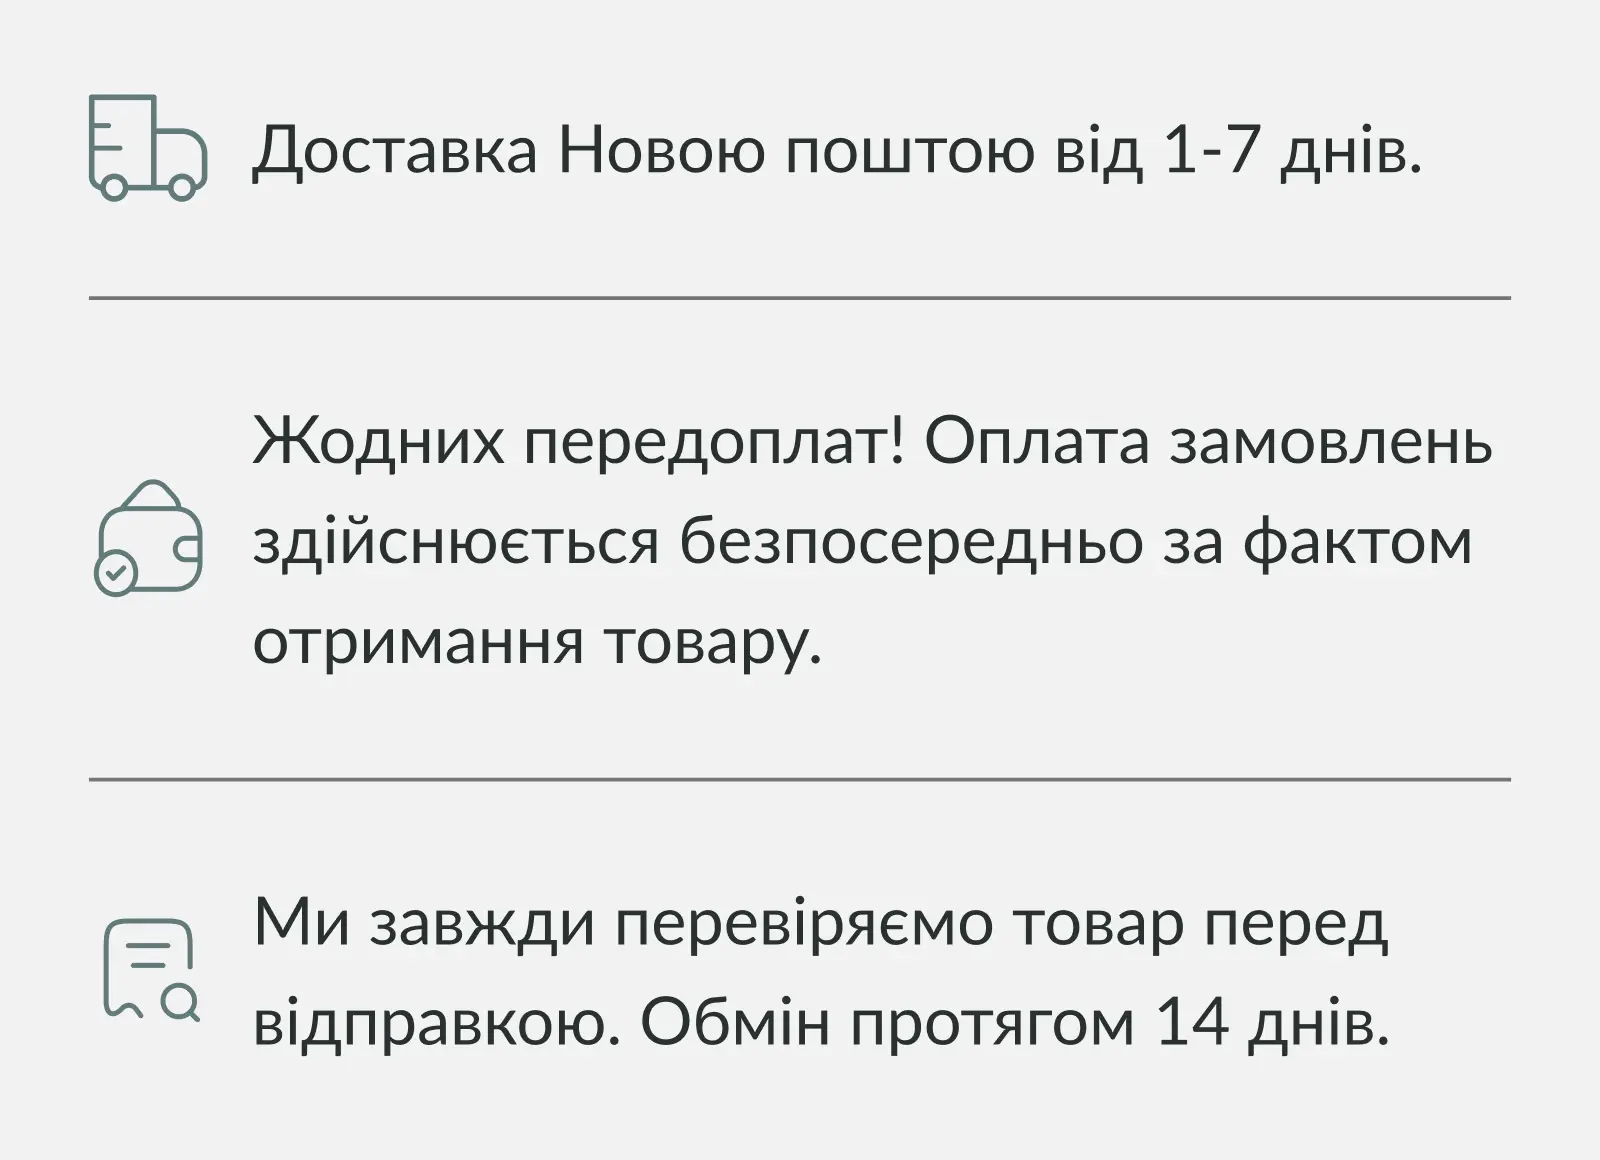 Доставка Новою поштою від 1-7 днів.
Жодних передоплат! Оплата замовлень
здійснюється безпосередньо за фактом
отримання товару.
Ми завжди перевіряємо товар перед
відправкою. Обмін протягом 14 днів.